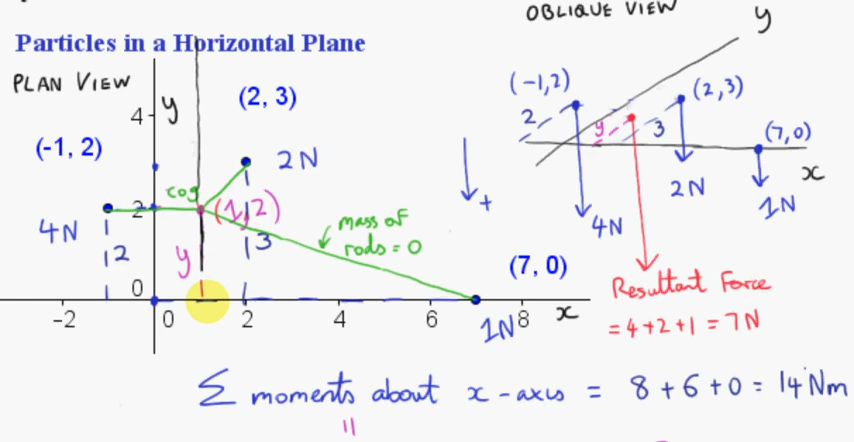 OBLIQUE VIEW
Particles in a Horizontal Plane
PLAN VIEW
y
y
4
(2, 3)
(-1, 2)
2N
cog
2
(1,2)
4N
2
y
3
mass of
rods = 0
(7, 0)
0
-2
0
2
4
6
8
1N
x
+
(-1,2)
2
y
3
(2,3)
(7,0)
x
2N
1N
4N
Resultant Force
= 4+2+1 = 7N
Σ moments about x-axis = 8+6+0 = 14 Nm
=